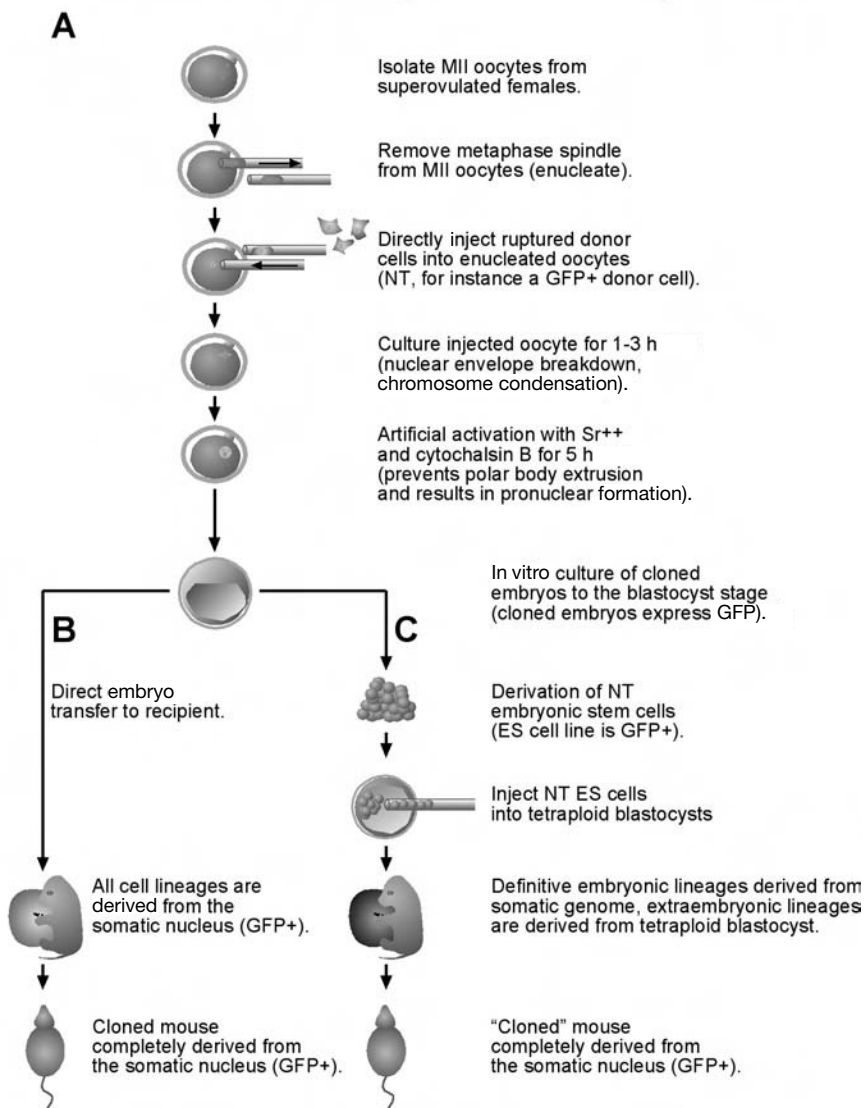 A
Isolate MII oocytes from
superovulated females.
Remove metaphase spindle
from MII oocytes (enucleate).
Directly inject ruptured donor
cells into enucleated oocytes
(NT, for instance a GFP+ donor cell).
Culture injected oocyte for 1-3 h
(nuclear envelope breakdown,
chromosome condensation).
Artificial activation with Sr++
and cytochalsin B for 5 h
(prevents polar body extrusion
and results in pronuclear formation).
In vitro culture of cloned
embryos to the blastocyst stage
(cloned embryos express GFP).
B
Direct embryo
transfer to recipient.
All cell lineages are
derived from the
somatic nucleus (GFP+).
Cloned mouse
completely derived from
the somatic nucleus (GFP+).
C
Derivation of NT
embryonic stem cells
(ES cell line is GFP+).
Inject NT ES cells
into tetraploid blastocysts
Definitive embryonic lineages derived from
somatic genome, extraembryonic lineages
are derived from tetraploid blastocyst.
“Cloned” mouse
completely derived from
the somatic nucleus (GFP+).